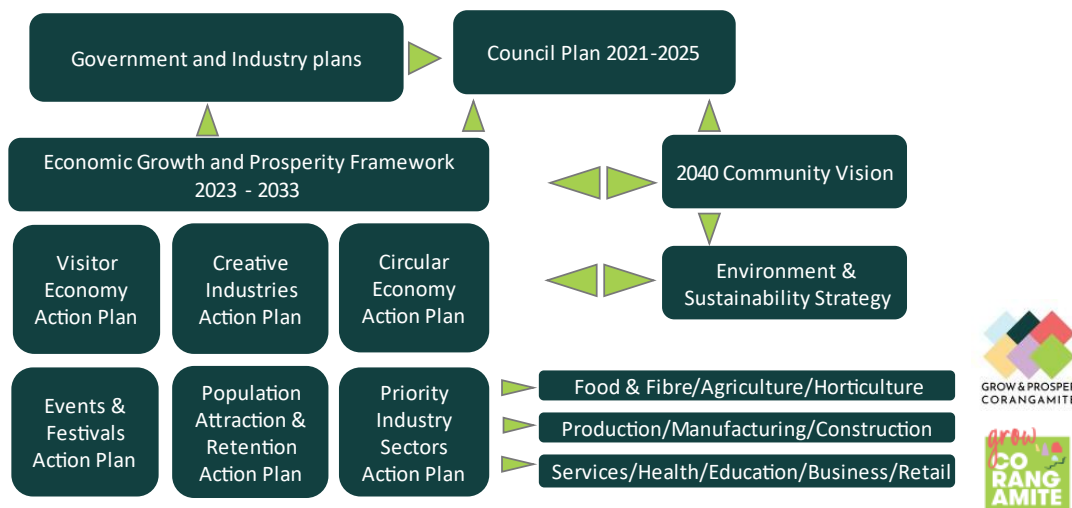 Government and Industry plans
Council Plan 2021-2025
Economic Growth and Prosperity Framework
2023 - 2033
2040 Community Vision
Visitor
Economy
Action Plan
Creative
Industries
Action Plan
Circular
Economy
Action Plan
Environment &
Sustainability Strategy
Events &
Festivals
Action Plan
Population
Attraction &
Retention
Action Plan
Priority
Industry
Sectors
Action Plan
Food & Fibre/Agriculture/Horticulture
Production/Manufacturing/Construction
Services/Health/Education/Business/Retail
GROW & PROSPER
CORANGAMITE
grow
CO
RANG
AMITE